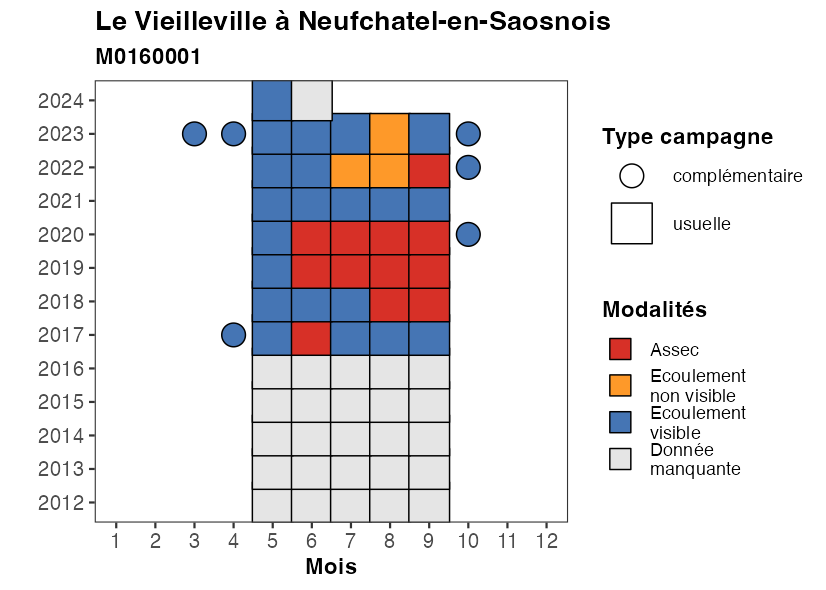 Le Vieilleville à Neufchatel-en-Saosnois
M0160001
2024
2023
2022
2021
2020
2019
2018
2017
2016
2015
2014
2013
2012
1 2 3 4 5 6 7 8 9 10 11 12
Mois
Type campagne
complémentaire
usuelle
Modalités
Assec
Ecoulement
non visible
Ecoulement
visible
Donnée
manquante